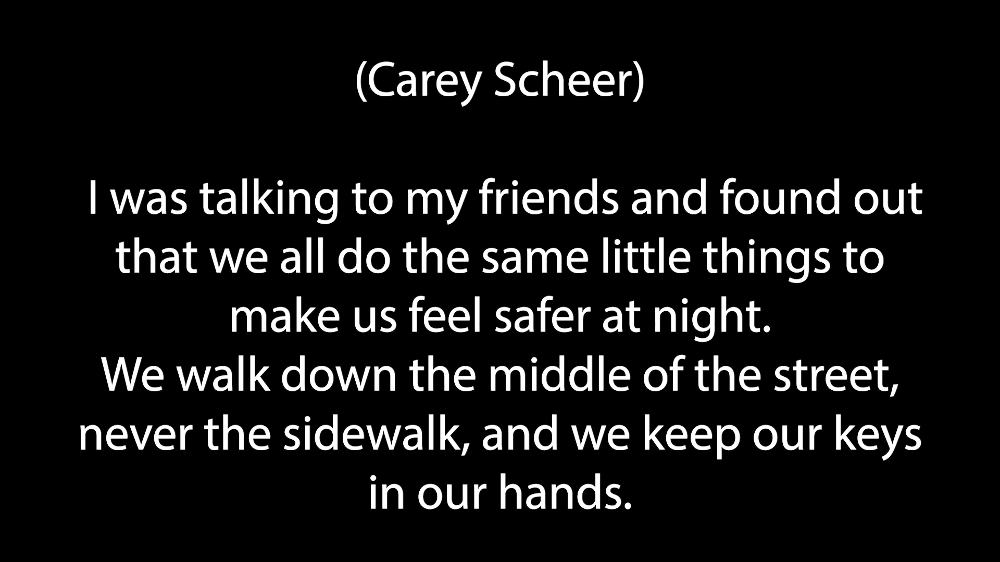 (Carey Scheer)
I was talking to my friends and found out
that we all do the same little things to
make us feel safer at night.
We walk down the middle of the street,
never the sidewalk, and we keep our keys
in our hands.